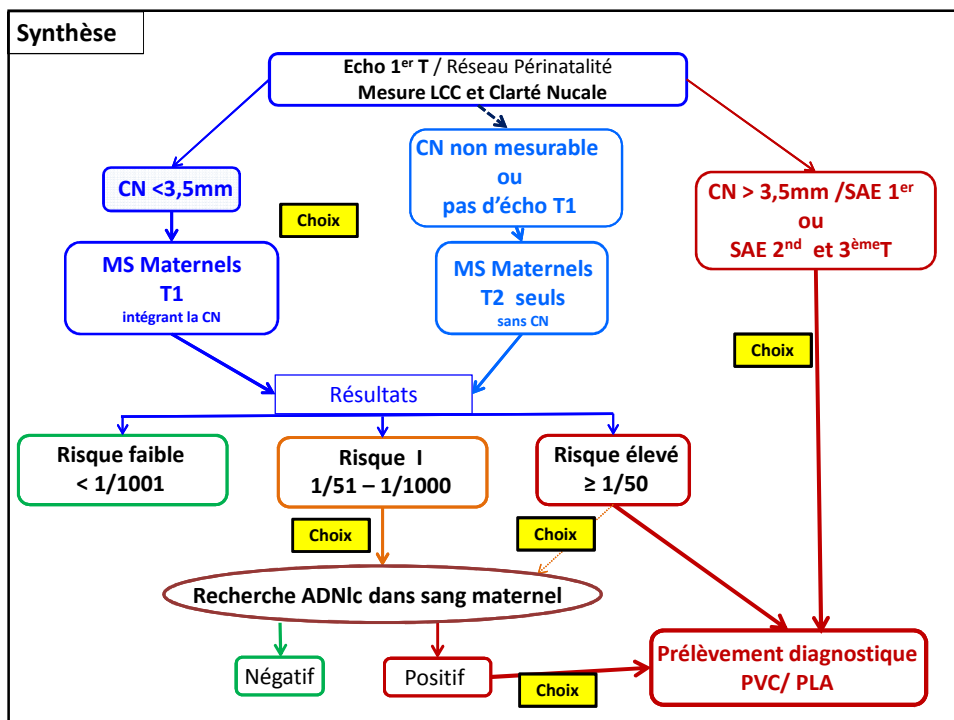 Synthèse
Echo 1er T / Réseau Périnatalité
Mesure LCC et Clarté Nucale
CN <3,5mm
CN non mesurable
ou
pas d'écho T1
CN > 3,5mm /SAE 1er
ou
SAE 2nd et 3èmeT
Choix
MS Maternels
T1
intégrant la CN
MS Maternels
T2 seuls
sans CN
Choix
Résultats
Risque faible
< 1/1001
Risque I
1/51 – 1/1000
Risque élevé
≥ 1/50
Choix
Choix
Recherche ADNlc dans sang maternel
Négatif
Positif
Choix
Prélèvement diagnostique
PVC/ PLA